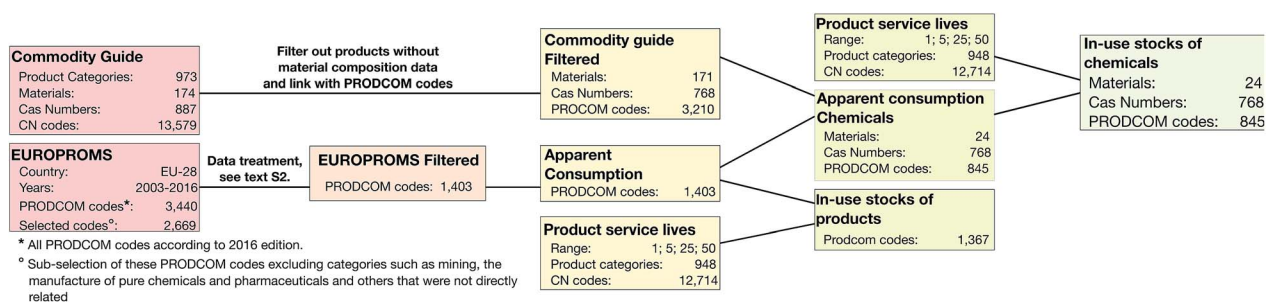 Commodity Guide
Product Categories: 973
Materials: 174
Cas Numbers: 887
CN codes: 13,579
Filter out products without
material composition data
and link with PRODCOM codes
Commodity guide
Filtered
Materials: 171
Cas Numbers: 768
PROCOM codes: 3,210
Product service lives
Range: 1; 5; 25; 50
Product categories: 948
CN codes: 12,714
In-use stocks of
chemicals
Materials: 24
Cas Numbers: 768
PRODCOM codes: 845
Apparent consumption
Chemicals
Materials: 24
Cas Numbers: 768
PRODCOM codes: 845
EUROPROMS
Country: EU-28
Years: 2003-2016
PRODCOM codes*: 3,440
Selected codes°: 2,669
Data treatment,
see text S2.
EUROPROMS Filtered
PRODCOM codes: 1,403
Apparent
Consumption
PRODCOM codes: 1,403
In-use stocks of
products
Prodcom codes: 1,367
Product service lives
Range: 1; 5; 25; 50
Product categories: 948
CN codes: 12,714
* All PRODCOM codes according to 2016 edition.
° Sub-selection of these PRODCOM codes excluding categories such as mining, the
manufacture of pure chemicals and pharmaceuticals and others that were not directly
related